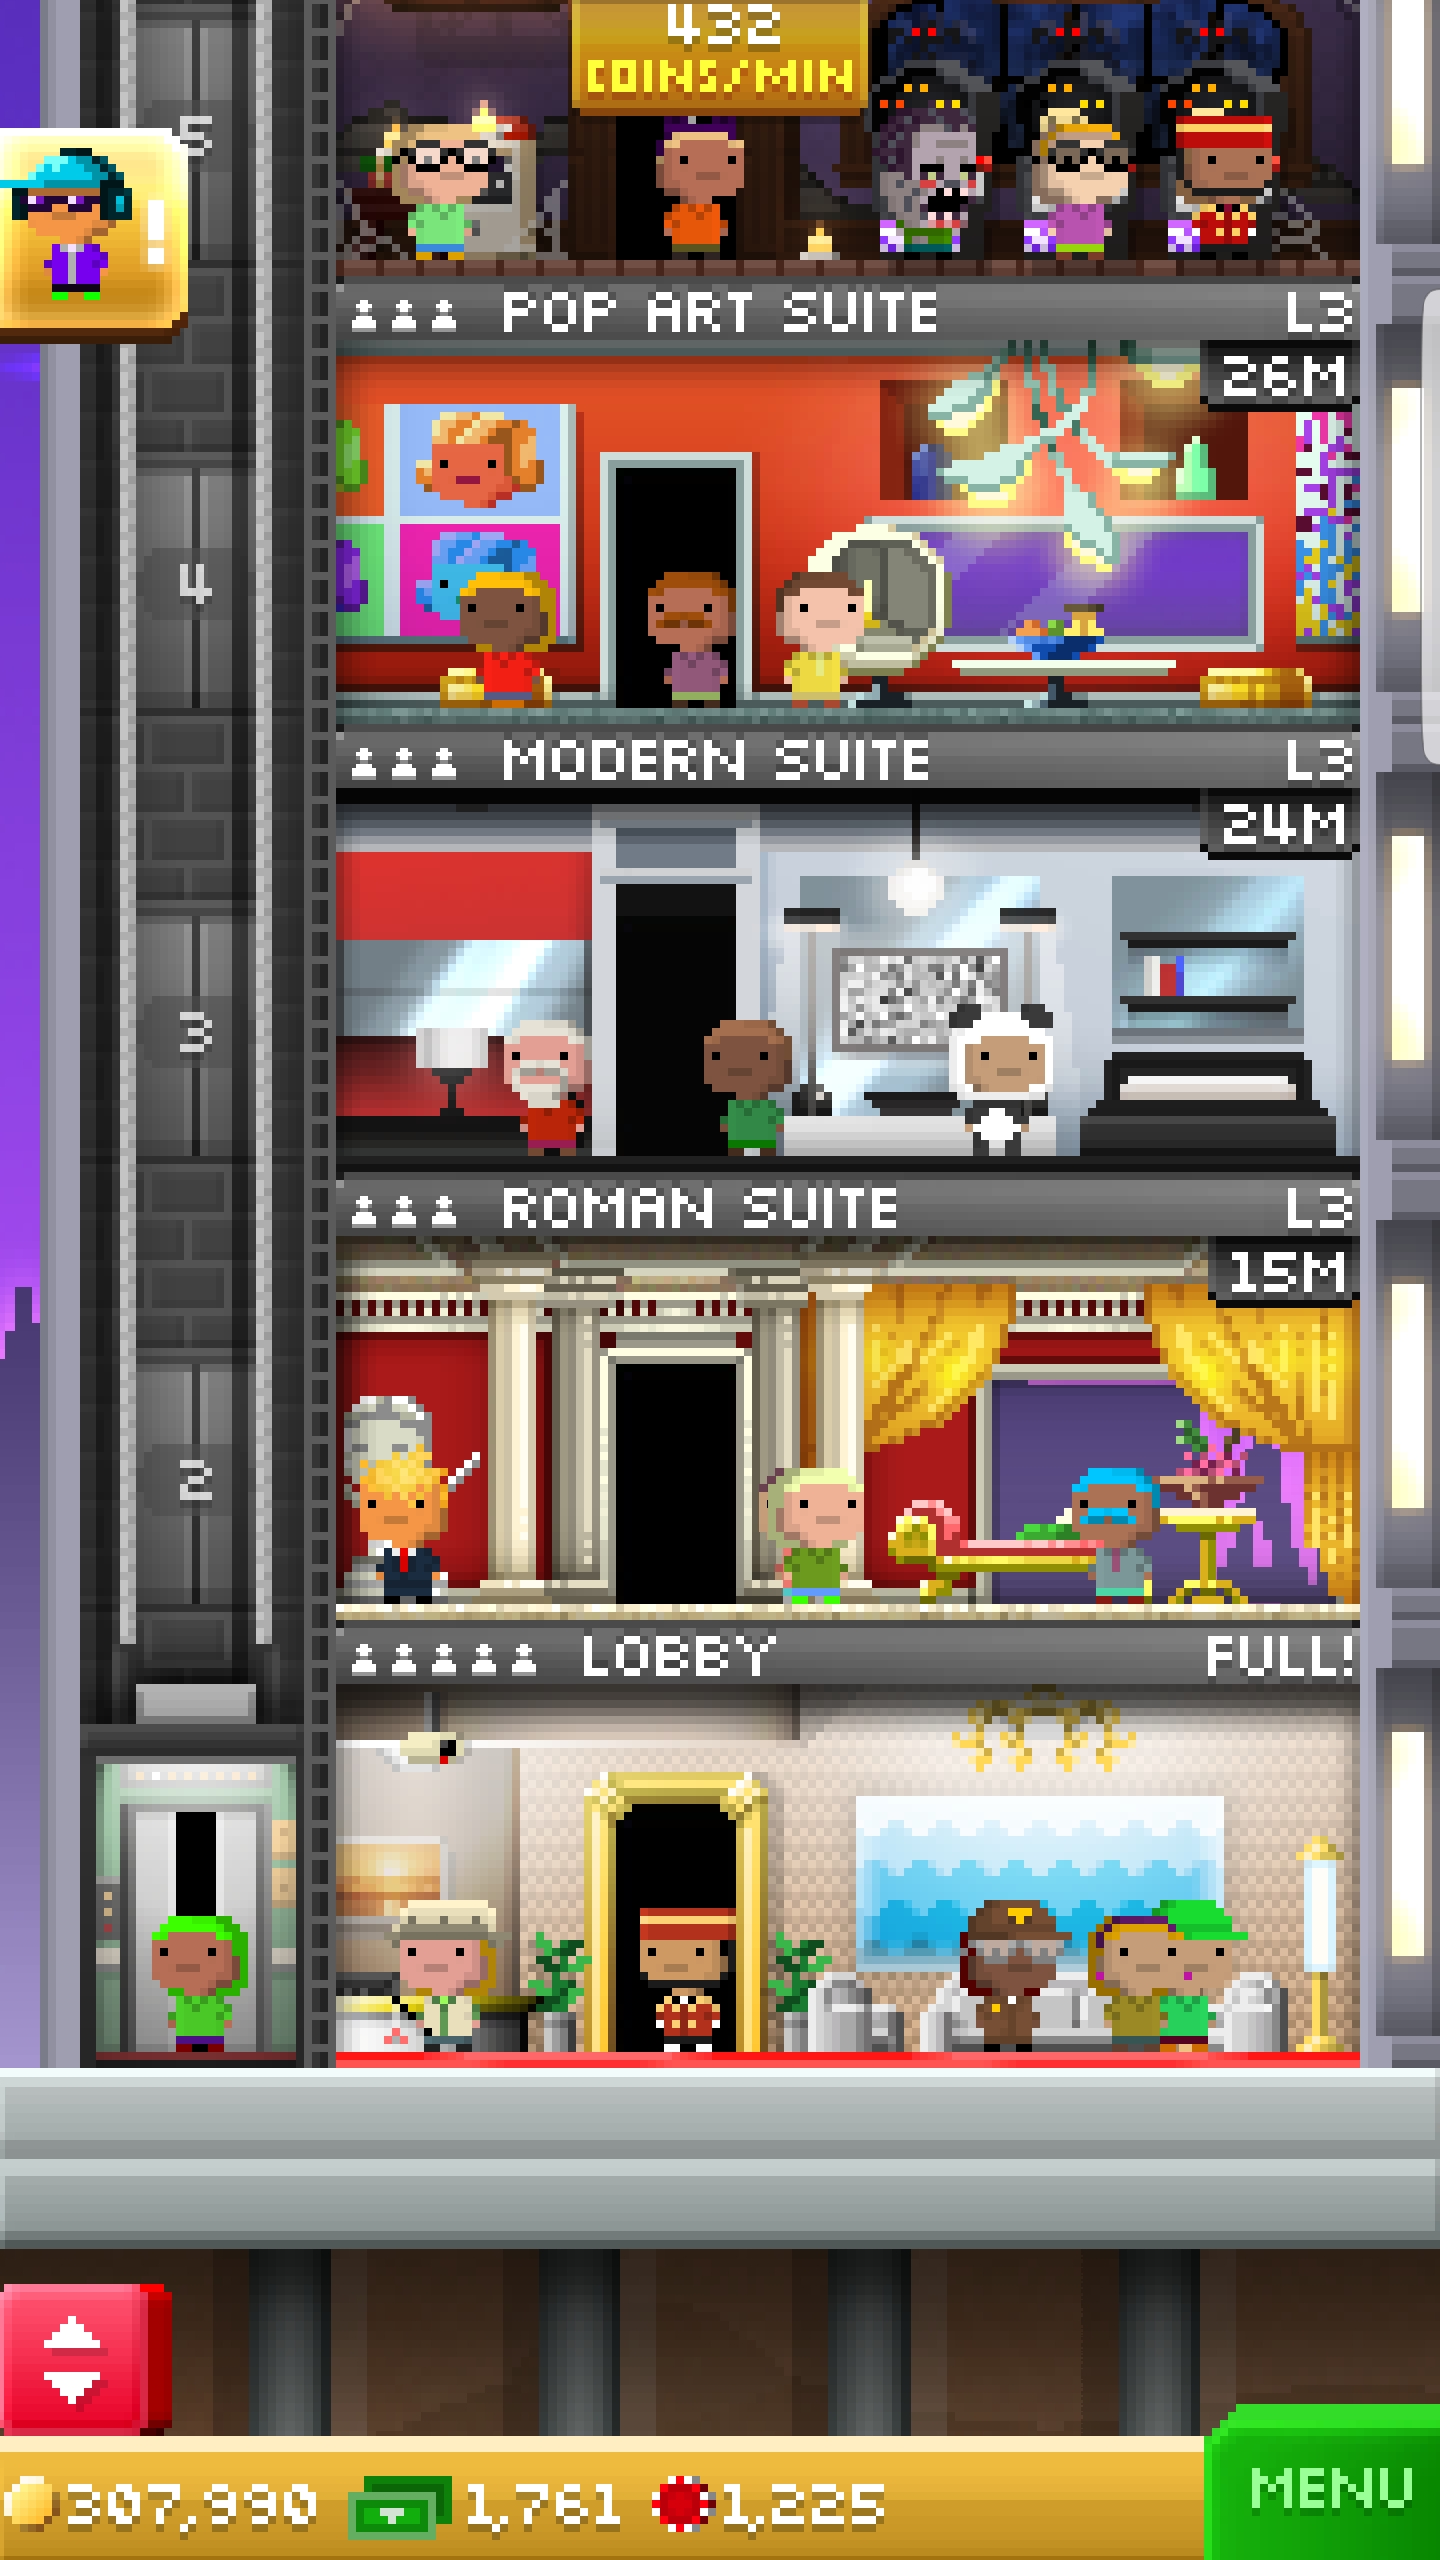 432
COINS/MIN
5
!
POP ART SUITE L3
26M
4
MODERN SUITE L3
24M
3
ROMAN SUITE L3
15M
2
LOBBY FULL!
307,990 1,761 1,225
MENU